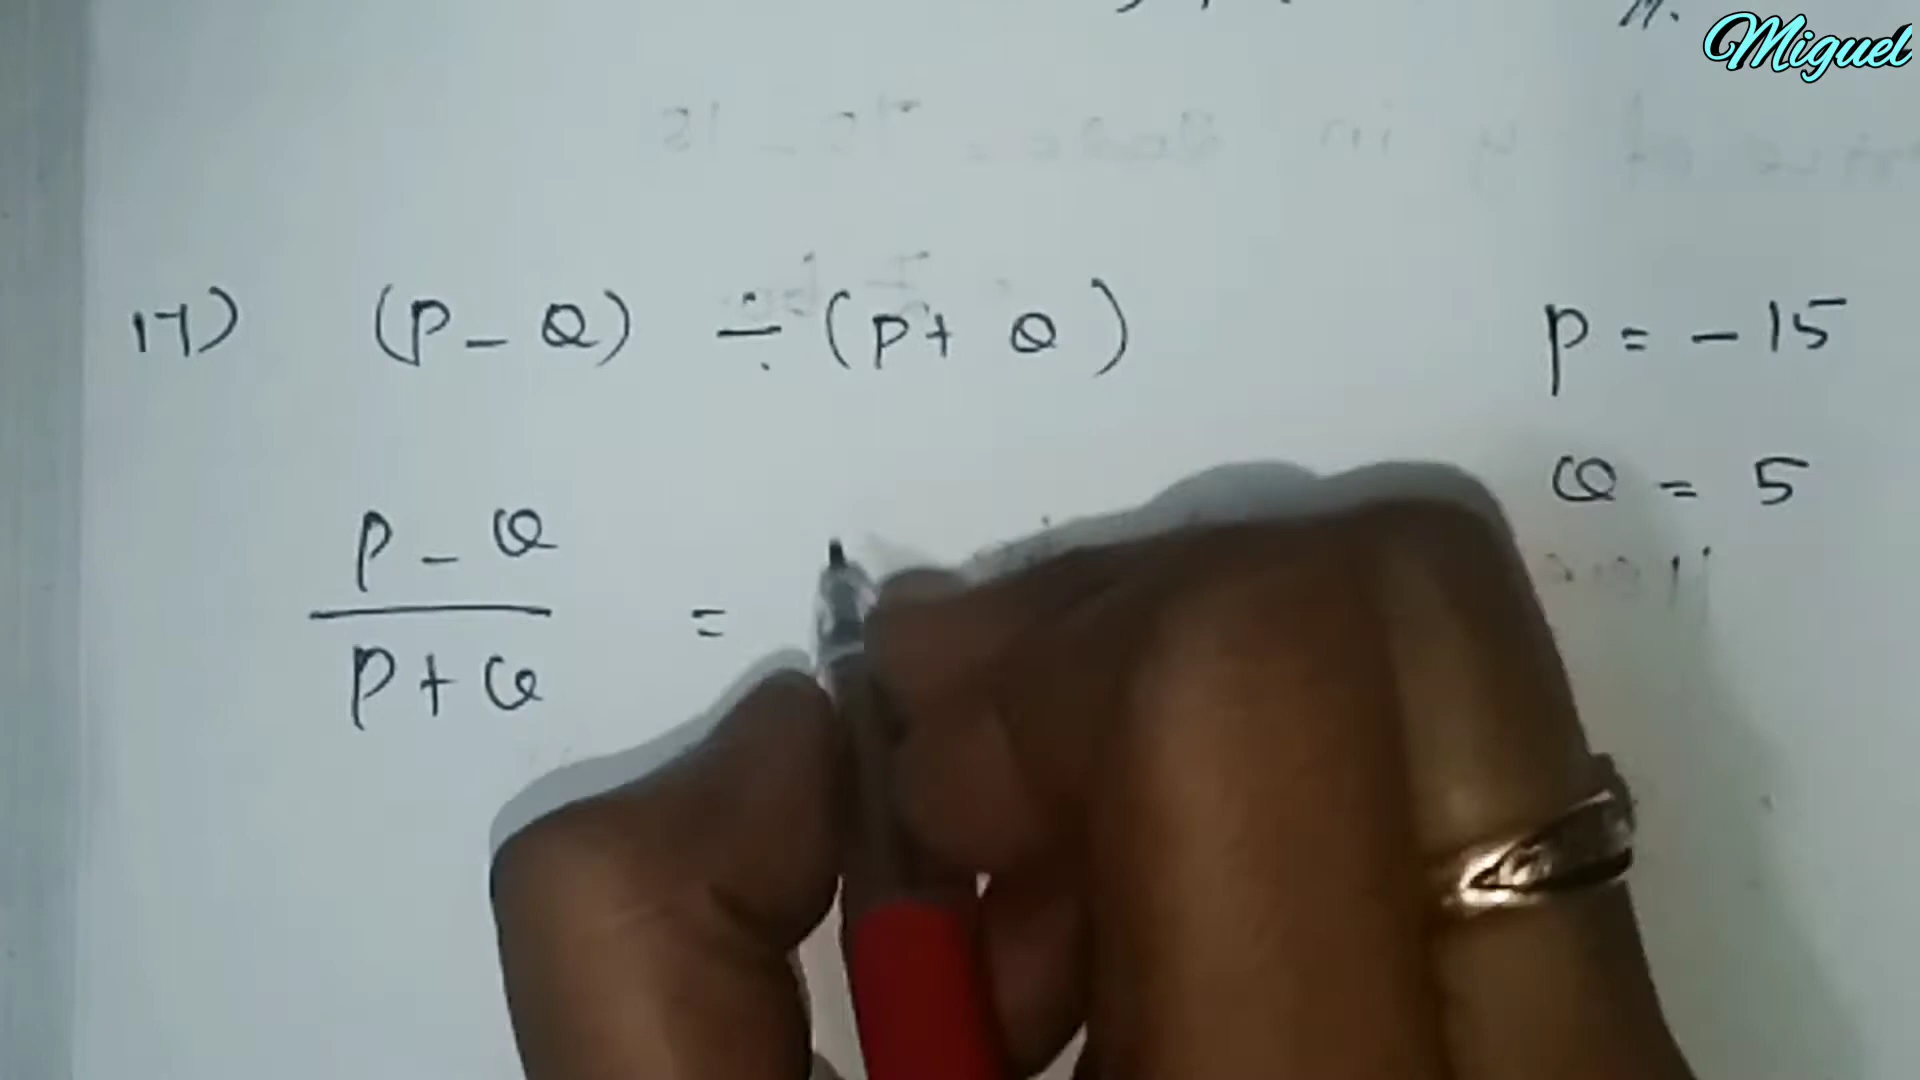 Miguel
17) (P - Q) ÷ (P + Q)
P = - 15
Q = 5
P - Q
= 
P + Q